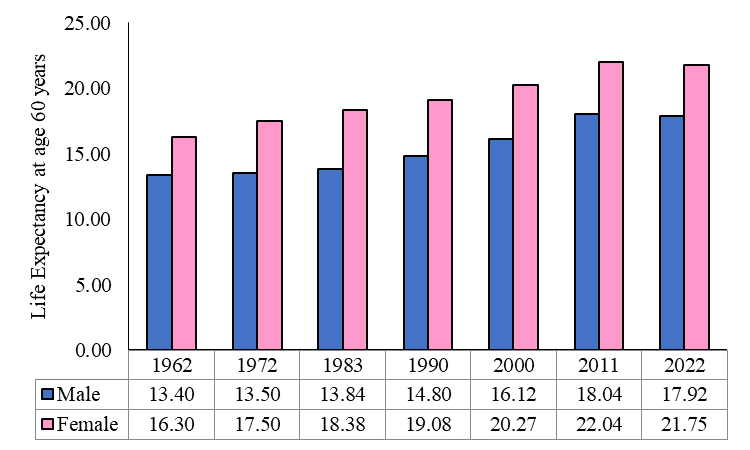 25.00
20.00
15.00
10.00
5.00
0.00
Life Expectancy at age 60 years
1962 1972 1983 1990 2000 2011 2022
Male 13.40 13.50 13.84 14.80 16.12 18.04 17.92
Female 16.30 17.50 18.38 19.08 20.27 22.04 21.75